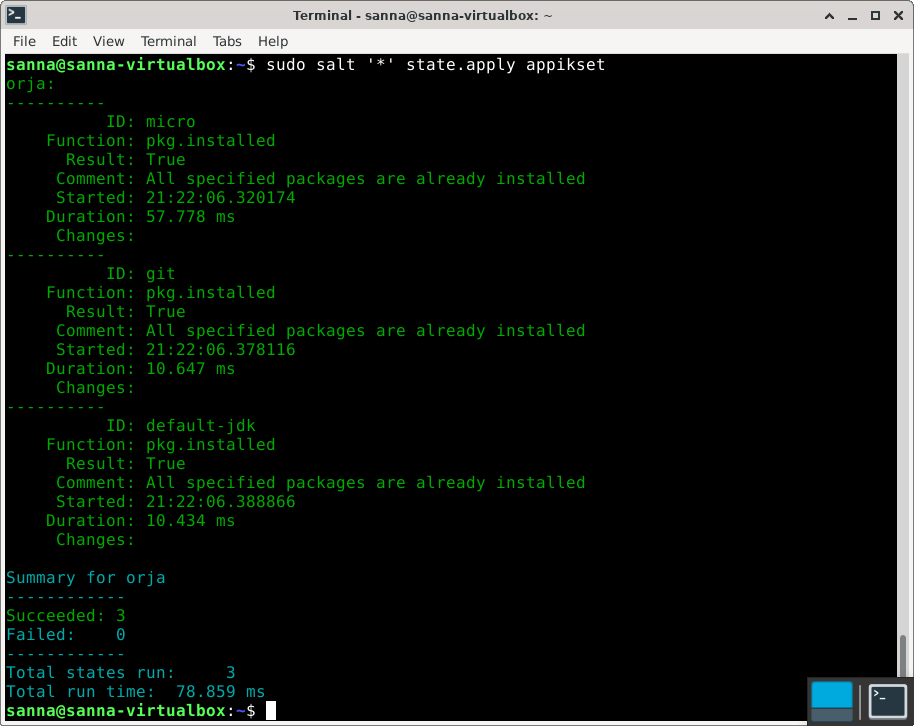 Terminal - sanna@sanna-virtualbox: ~
File Edit View Terminal Tabs Help
sanna@sanna-virtualbox:~$ sudo salt '*' state.apply appikset
orja:
----------
          ID: micro
    Function: pkg.installed
      Result: True
     Comment: All specified packages are already installed
     Started: 21:22:06.320174
    Duration: 57.778 ms
     Changes:
----------
          ID: git
    Function: pkg.installed
      Result: True
     Comment: All specified packages are already installed
     Started: 21:22:06.378116
    Duration: 10.647 ms
     Changes:
----------
          ID: default-jdk
    Function: pkg.installed
      Result: True
     Comment: All specified packages are already installed
     Started: 21:22:06.388866
    Duration: 10.434 ms
     Changes:
Summary for orja
------------
Succeeded: 3
Failed:    0
------------
Total states run:     3
Total run time:  78.859 ms
sanna@sanna-virtualbox:~$